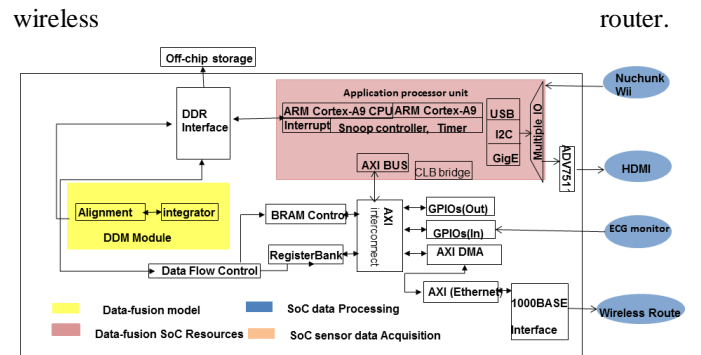 wireless router.
Off-chip storage
Application processor unit
Nuchunk
Wii
DDR
Interface
ARM Cortex-A9 CPU
ARM Cortex-A9
Interrupt
Snoop controller, Timer
USB
I2C
GigE
Multiple IO
ADV751
HDMI
AXI BUS
CLB bridge
Alignment
integrator
DDM Module
BRAM Control
AXI
interconnect
GPIOs(Out)
GPIOs(In)
ECG monitor
RegisterBank
AXI DMA
Data Flow Control
AXI (Ethernet)
1000BASE
Interface
Wireless Route
Data-fusion model
SoC data Processing
Data-fusion SoC Resources
SoC sensor data Acquisition